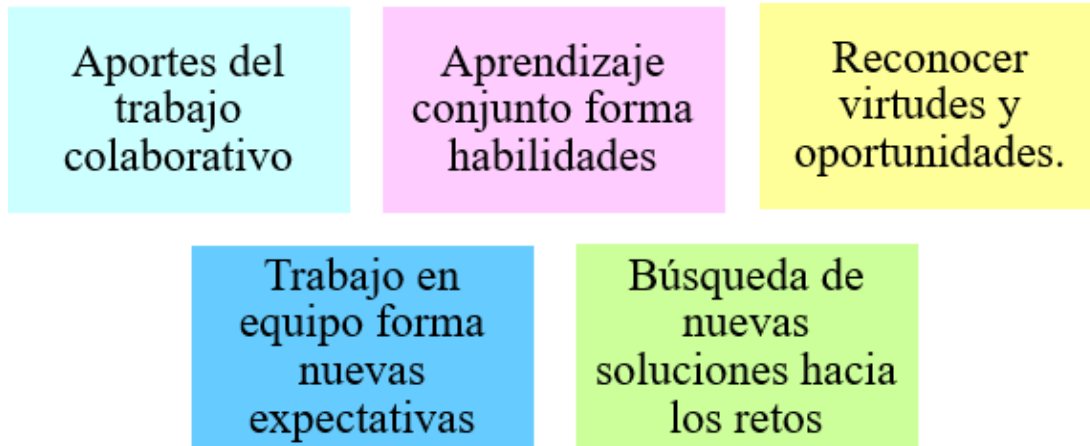 Aportes del
trabajo
colaborativo
Aprendizaje
conjunto forma
habilidades
Reconocer
virtudes y
oportunidades.
Trabajo en
equipo forma
nuevas
expectativas
Búsqueda de
nuevas
soluciones hacia
los retos